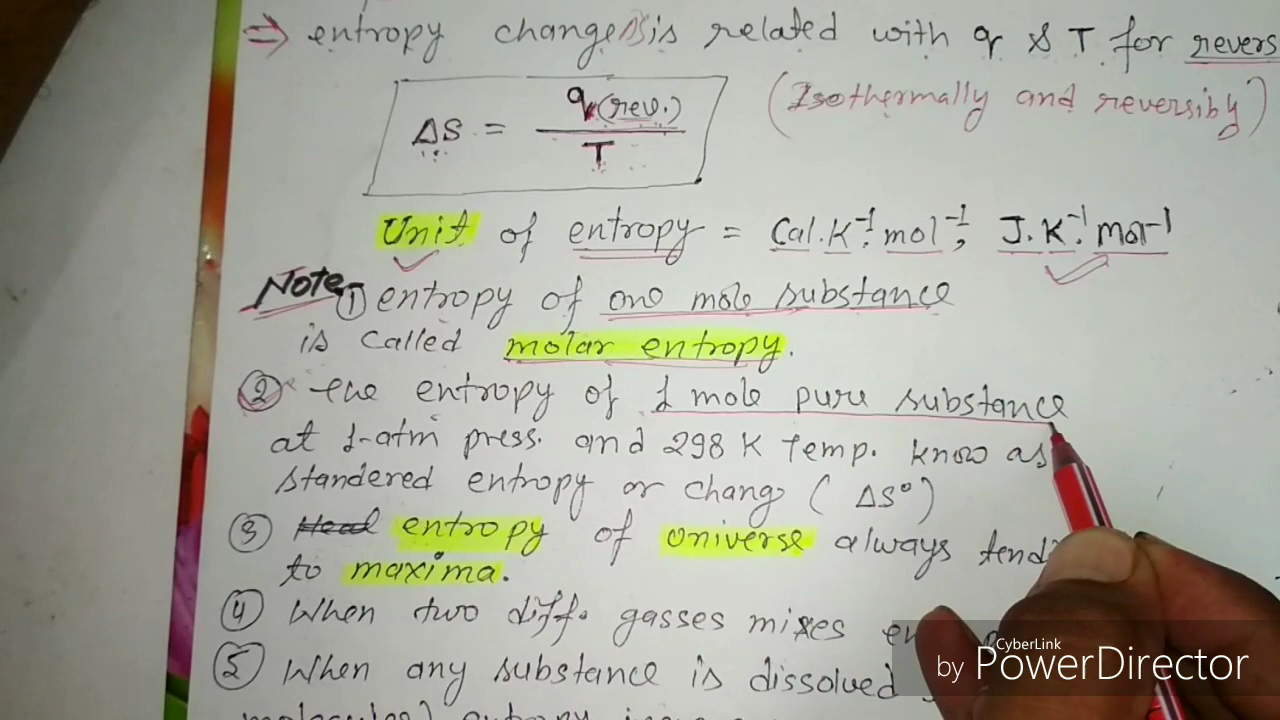 ⇒ entropy change is related with q & T for revers
ΔS = q(rev.) / T
(Isothermally and reversibly)
Unit of entropy = Cal.K⁻¹.mol⁻¹, J.K⁻¹.mol⁻¹
Note ① entropy of one mole substance
is called molar entropy.
② the entropy of 1 mole pure substance
at 1-atm press. and 298 K Temp. know as
standered entropy or change (ΔS°)
③ Head entropy of universe always tend
to maxima.
④ When two diff. gasses mixes
⑤ When any substance is dissolved
entropy
CyberLink
by PowerDirector